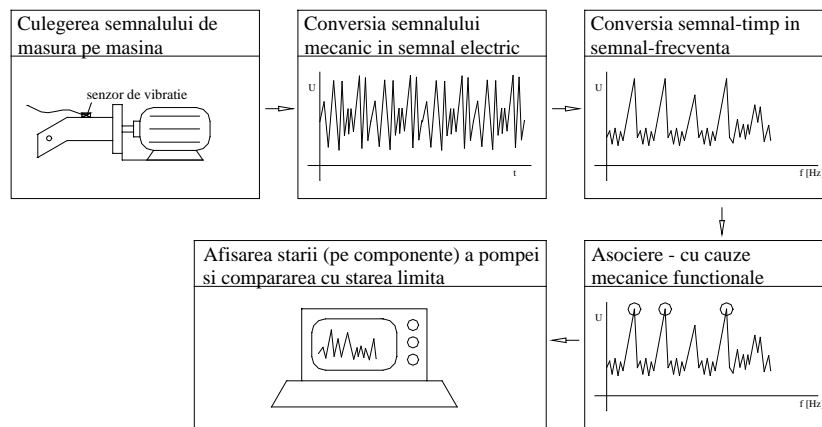 Culegerea semnalului de
masura pe masina
senzor de vibratie
Conversia semnalului
mecanic in semnal electric
U
t
Conversia semnal-timp in
semnal-frecventa
U
f [Hz
Afisarea starii (pe componente) a pompei
si compararea cu starea limita
Asociere - cu cauze
mecanice functionale
U
f [Hz